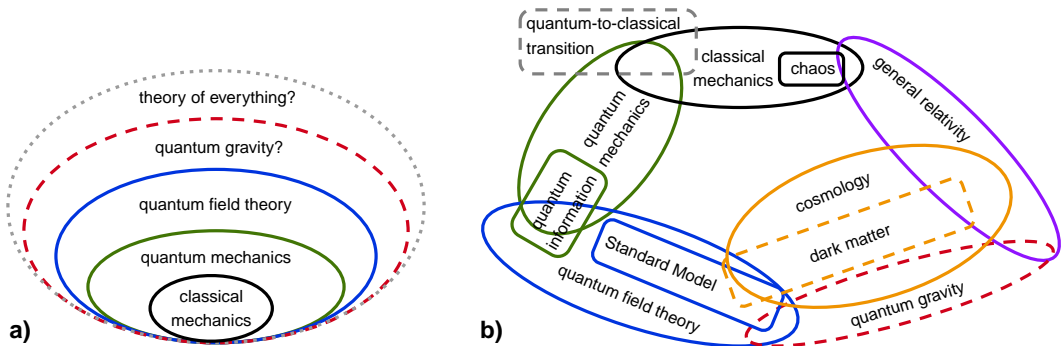 theory of everything?
quantum gravity?
quantum field theory
quantum mechanics
classical
mechanics
a)
quantum-to-classical
transition
classical
mechanics
chaos
general relativity
quantum
mechanics
quantum
information
cosmology
dark matter
Standard Model
quantum field theory
quantum gravity
b)